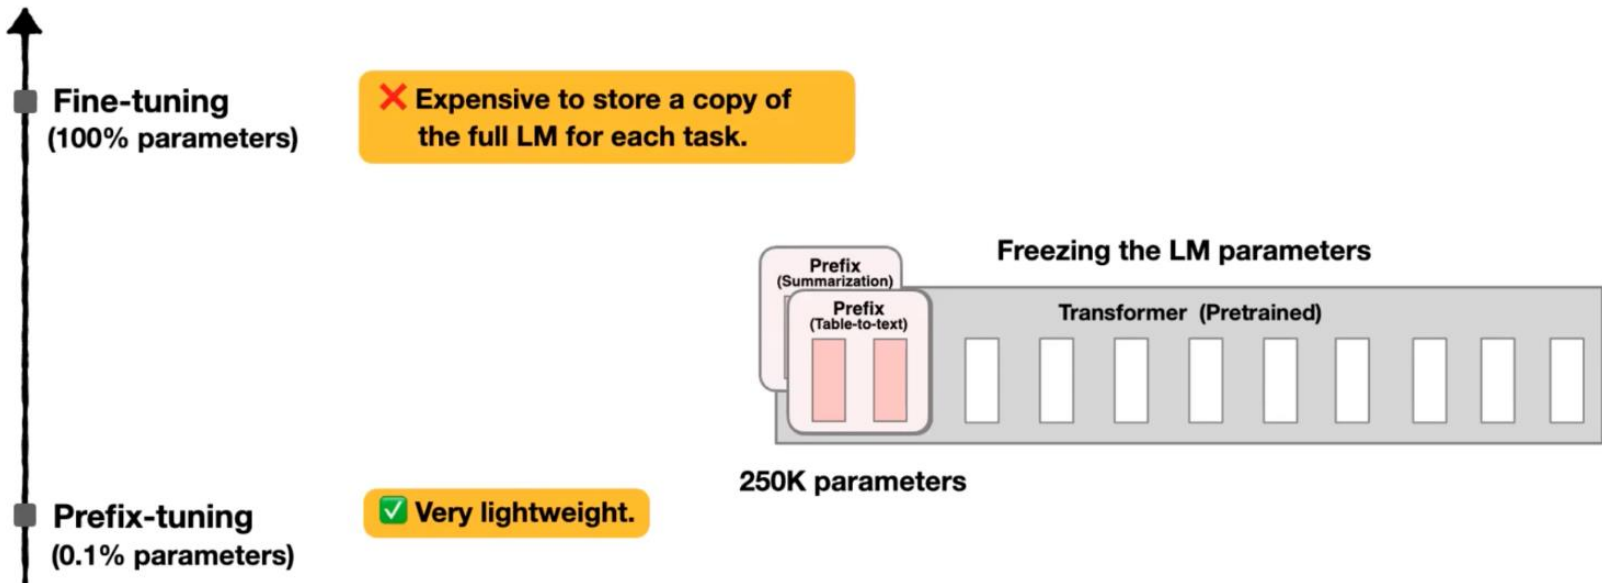 Fine-tuning
(100% parameters)
❌ Expensive to store a copy of
the full LM for each task.
Freezing the LM parameters
Prefix
(Summarization)
Prefix
(Table-to-text)
Transformer (Pretrained)
250K parameters
Prefix-tuning
(0.1% parameters)
✅ Very lightweight.